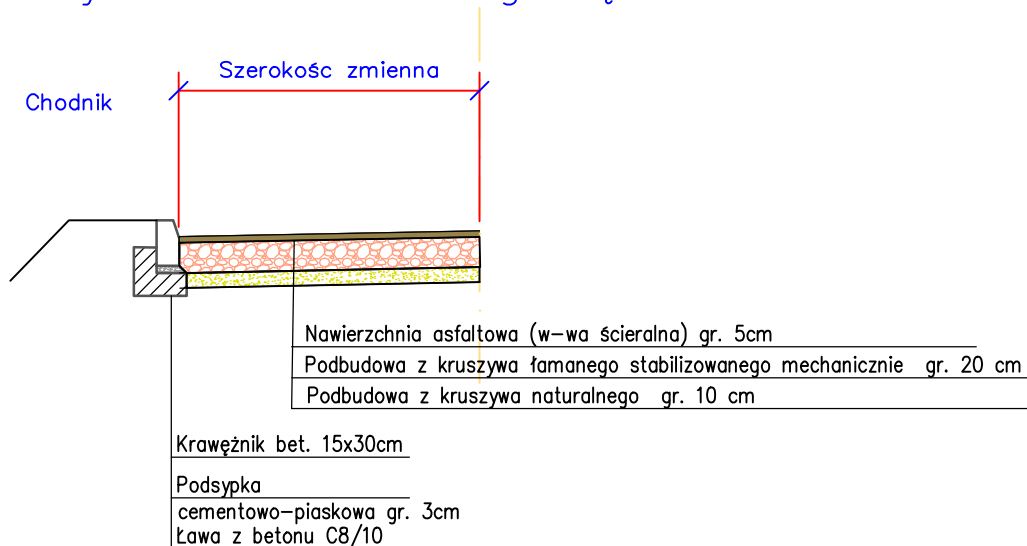 Szerokośc zmienna
Chodnik
Nawierzchnia asfaltowa (w-wa ścieralna) gr. 5cm
Podbudowa z kruszywa łamanego stabilizowanego mechanicznie gr. 20 cm
Podbudowa z kruszywa naturalnego gr. 10 cm
Krawężnik bet. 15x30cm
Podsypka
cementowo-piaskowa gr. 3cm
Ława z betonu C8/10